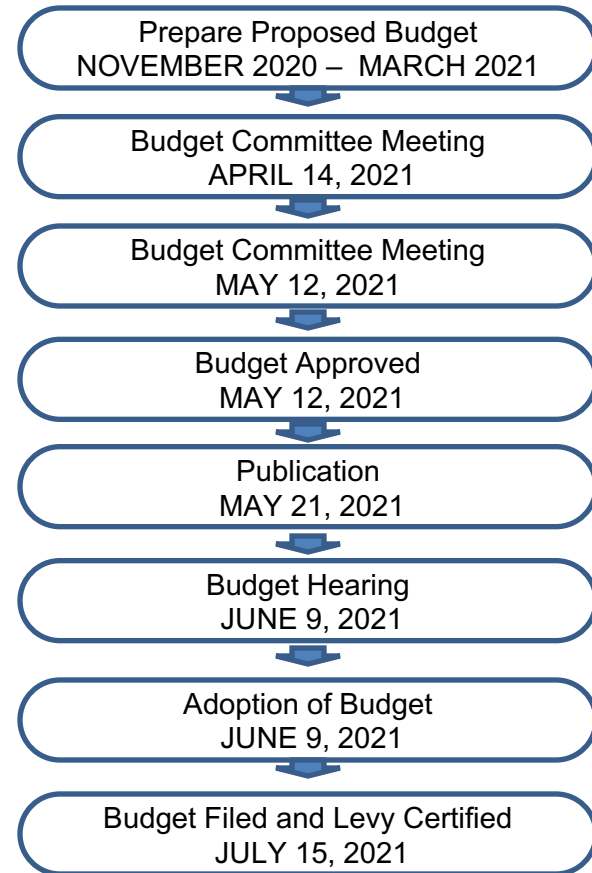 Prepare Proposed Budget
NOVEMBER 2020 – MARCH 2021
Budget Committee Meeting
APRIL 14, 2021
Budget Committee Meeting
MAY 12, 2021
Budget Approved
MAY 12, 2021
Publication
MAY 21, 2021
Budget Hearing
JUNE 9, 2021
Adoption of Budget
JUNE 9, 2021
Budget Filed and Levy Certified
JULY 15, 2021